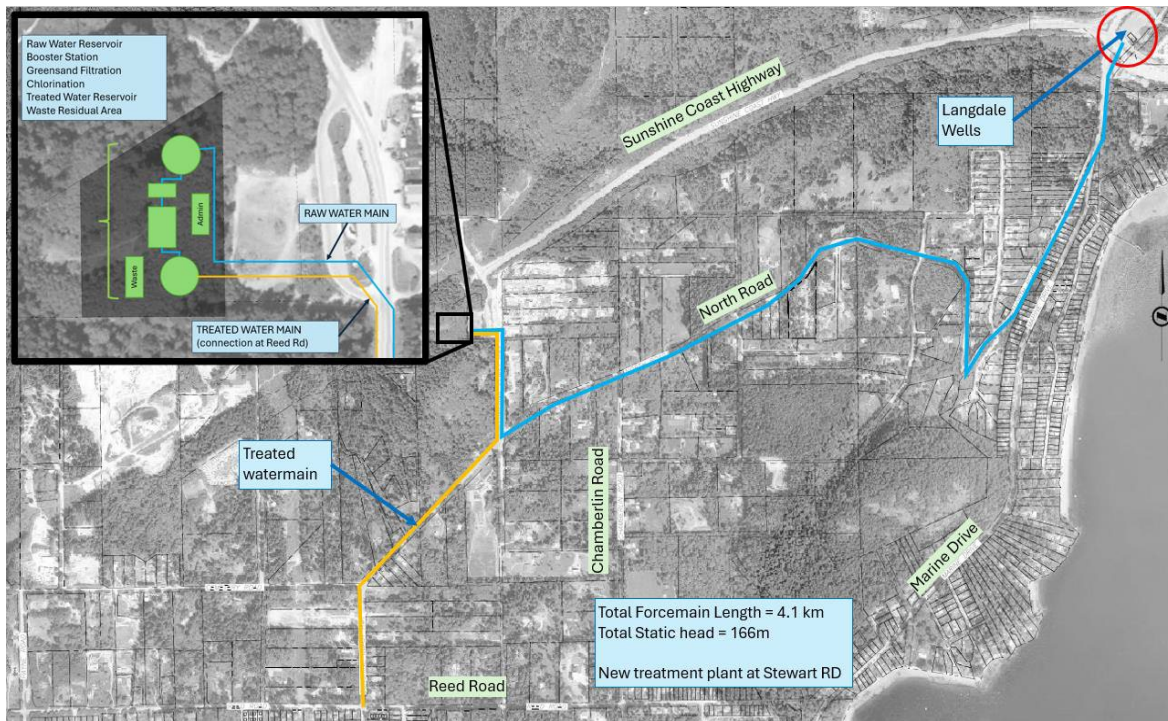 Raw Water Reservoir
Booster Station
Greensand Filtration
Chlorination
Treated Water Reservoir
Waste Residual Area
Admin
Waste
RAW WATER MAIN
TREATED WATER MAIN
(connection at Reed Rd)
Sunshine Coast Highway
Langdale
Wells
North Road
Treated
watermain
Chamberlin Road
Marine Drive
Total Forcemain Length = 4.1 km
Total Static head = 166m
New treatment plant at Stewart RD
Reed Road